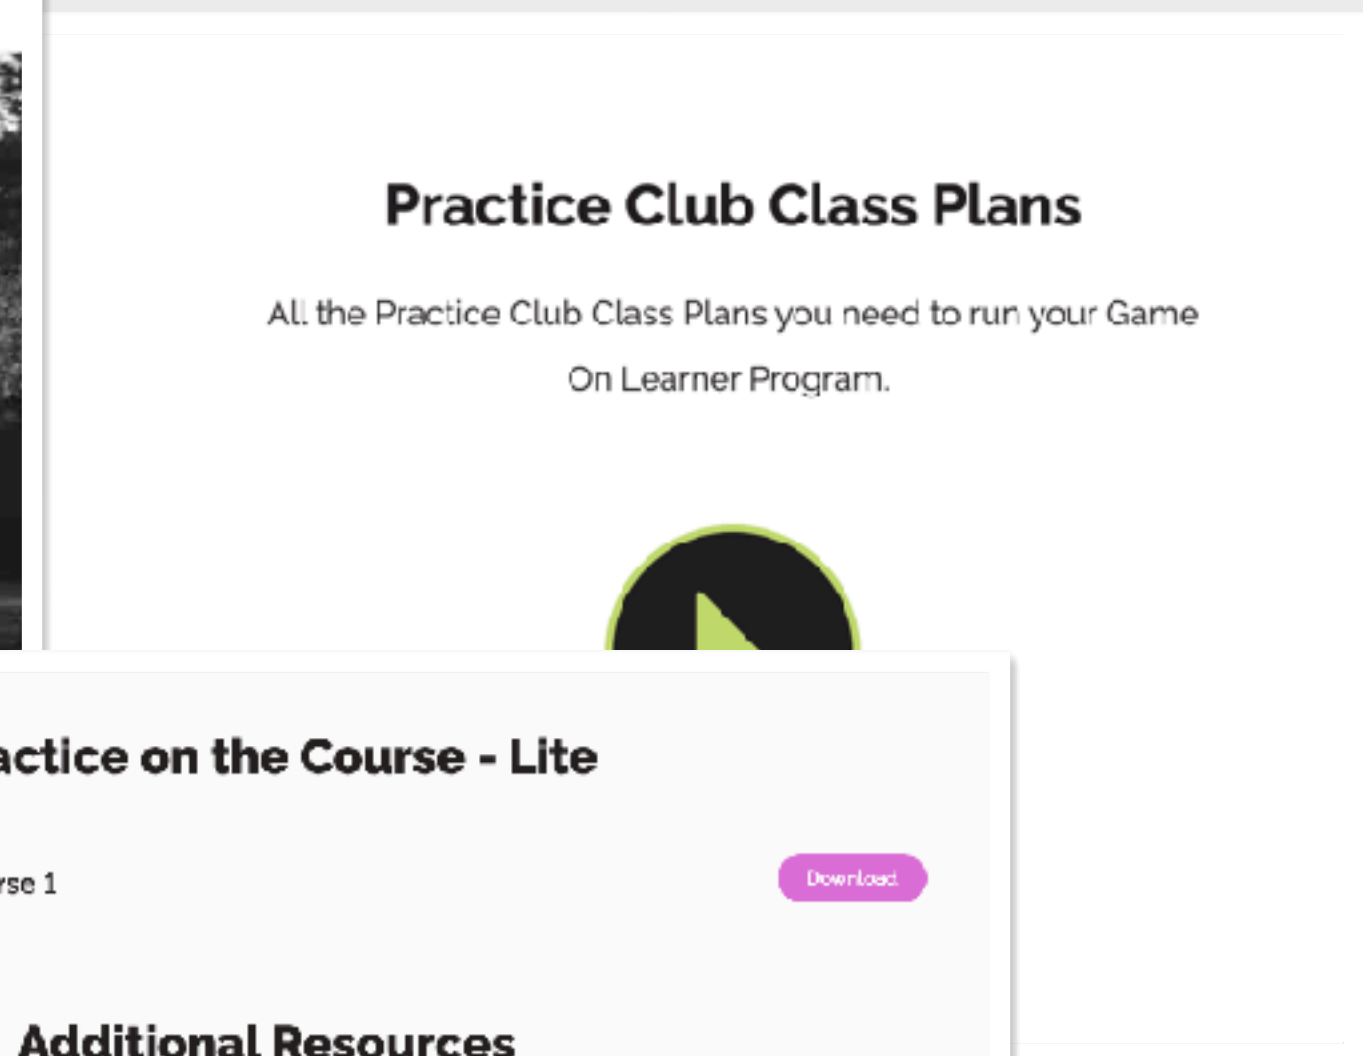 Practice Club Class Plans
All the Practice Club Class Plans you need to run your Game
On Learner Program.
actice on the Course - Lite
rse 1
Download
Additional Resources